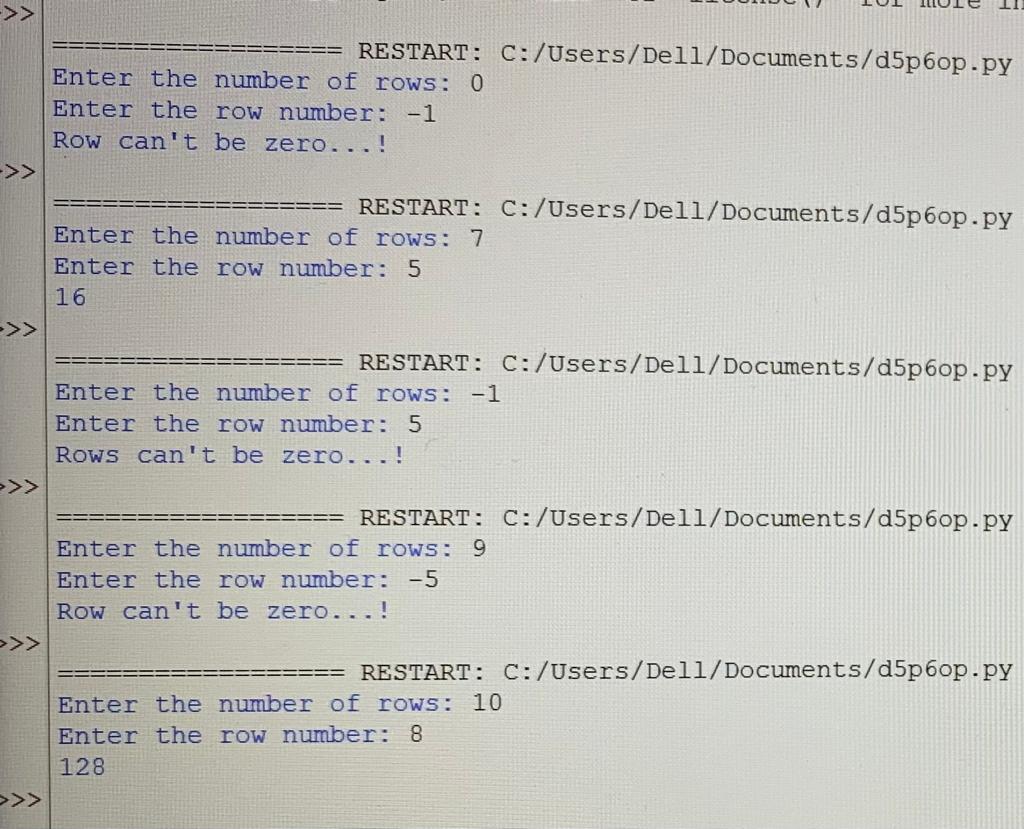 >>>
for more in
================== RESTART: C:/Users/Dell/Documents/d5p6op.py
Enter the number of rows: 0
Enter the row number: -1
Row can't be zero...!
>>>
================== RESTART: C:/Users/Dell/Documents/d5p6op.py
Enter the number of rows: 7
Enter the row number: 5
16
>>>
================== RESTART: C:/Users/Dell/Documents/d5p6op.py
Enter the number of rows: -1
Enter the row number: 5
Rows can't be zero...!
>>>
================== RESTART: C:/Users/Dell/Documents/d5p6op.py
Enter the number of rows: 9
Enter the row number: -5
Row can't be zero...!
>>>
================== RESTART: C:/Users/Dell/Documents/d5p6op.py
Enter the number of rows: 10
Enter the row number: 8
128
>>>